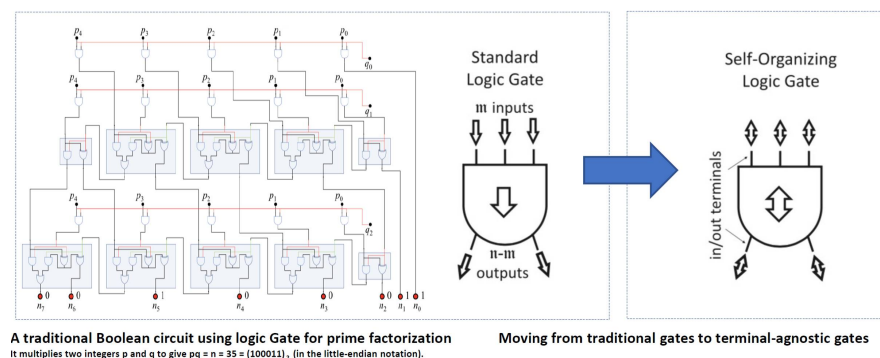 p4 p3 p2 p1 p0
q0
p4 p3 p2 p1 p0
q1
p4 p3 p2 p1 p0
q2
0 0 1 0 0 0 1 1
n7 n6 n5 n4 n3 n2 n1 n0
Standard
Logic Gate
m inputs
n-m
outputs
Self-Organizing
Logic Gate
in/out terminals
A traditional Boolean circuit using logic Gate for prime factorization
It multiplies two integers p and q to give pq = n = 35 = (100011)2 (in the little-endian notation).
Moving from traditional gates to terminal-agnostic gates